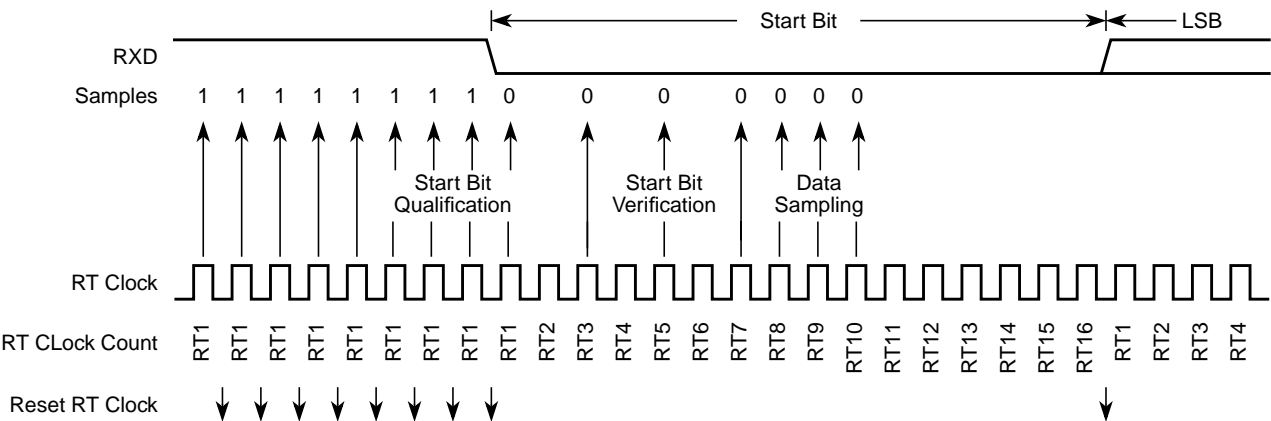 Start Bit
LSB
RXD
Samples 1 1 1 1 1 1 1 1 0 0 0 0 0 0 0
Start Bit
Qualification
Start Bit
Verification
Data
Sampling
RT Clock
RT CLock Count RT1 RT1 RT1 RT1 RT1 RT1 RT1 RT1 RT1 RT2 RT3 RT4 RT5 RT6 RT7 RT8 RT9 RT10 RT11 RT12 RT13 RT14 RT15 RT16 RT1 RT2 RT3 RT4
Reset RT Clock